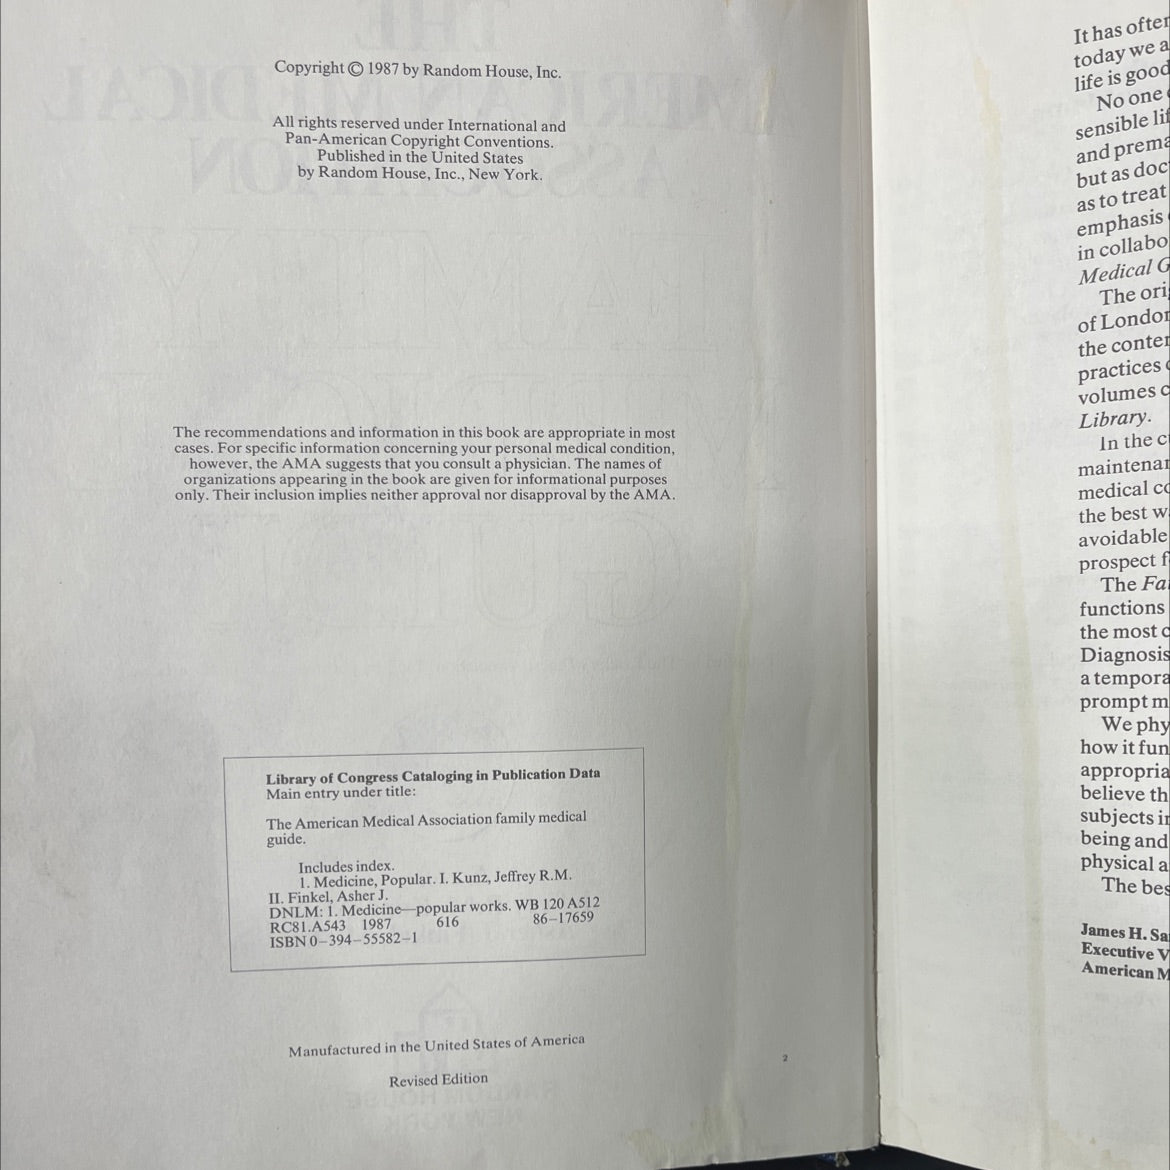 Copyright © 1987 by Random House, Inc.
All rights reserved under International and
Pan-American Copyright Conventions.
Published in the United States
by Random House, Inc., New York.
The recommendations and information in this book are appropriate in most
cases. For specific information concerning your personal medical condition,
however, the AMA suggests that you consult a physician. The names of
organizations appearing in the book are given for informational purposes
only. Their inclusion implies neither approval nor disapproval by the AMA.
Library of Congress Cataloging in Publication Data
Main entry under title:
The American Medical Association family medical
guide.
Includes index.
1. Medicine, Popular. I. Kunz, Jeffrey R.M.
II. Finkel, Asher J.
DNLM: 1. Medicine—popular works. WB 120 A512
RC81.A543 1987 616 86–17659
ISBN 0–394–55582–1
Manufactured in the United States of America
2
Revised Edition
It has often
today we a
life is good
No one
sensible lif
and prema
but as doc
as to treat
emphasis
in collabo
Medical G
The ori
of London
the conten
practices
volumes c
Library.
In the c
maintenan
medical co
the best w
avoidable
prospect f
The Fa
functions
the most c
Diagnosis
a tempora
prompt m
We phy
how it fun
appropria
believe th
subjects in
being and
physical a
The bes
James H. Sa
Executive V
American M